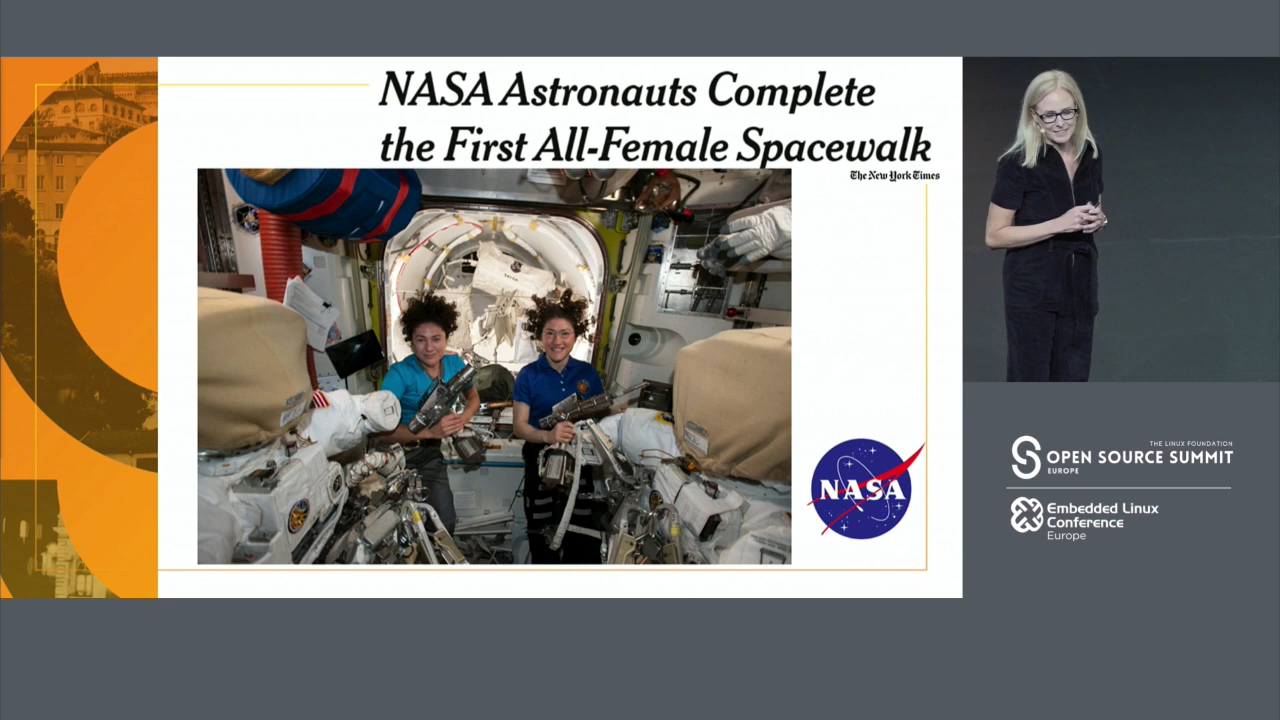 NASA Astronauts Complete
the First All-Female Spacewalk
The New York Times
NASA
THE LINUX FOUNDATION
OPEN SOURCE SUMMIT
EUROPE
Embedded Linux
Conference
Europe